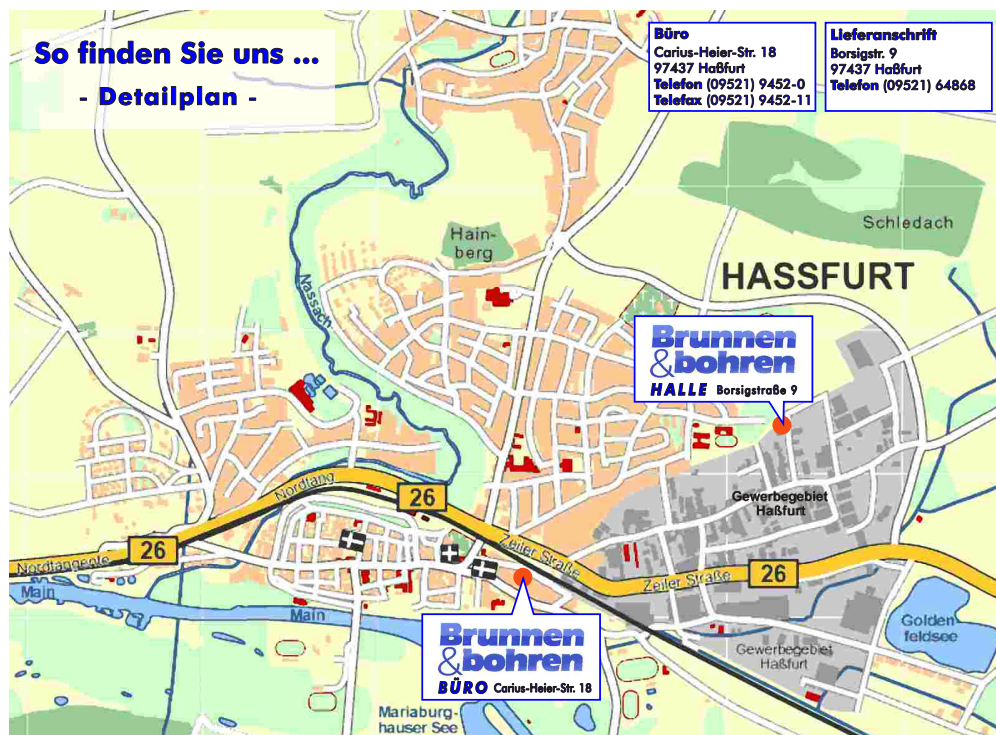 So finden Sie uns ...
- Detailplan -
Büro
Carius-Heier-Str. 18
97437 Haßfurt
Telefon (09521) 9452-0
Telefax (09521) 9452-11
Lieferanschrift
Borsigstr. 9
97437 Haßfurt
Telefon (09521) 64868
Schledach
Hain-
berg
HASSFURT
Nassach
Brunnen
&bohren
HALLE Borsigstraße 9
Nordtang
26
Gewerbegebiet
Haßfurt
26
Zeiler Straße
Nordtangente
Zeiler Straße
26
Main
Main
Golden
feldsee
Brunnen
&bohren
BÜRO Carius-Heier-Str. 18
Gewerbegebiet
Haßfurt
Mariaburg-
hauser See